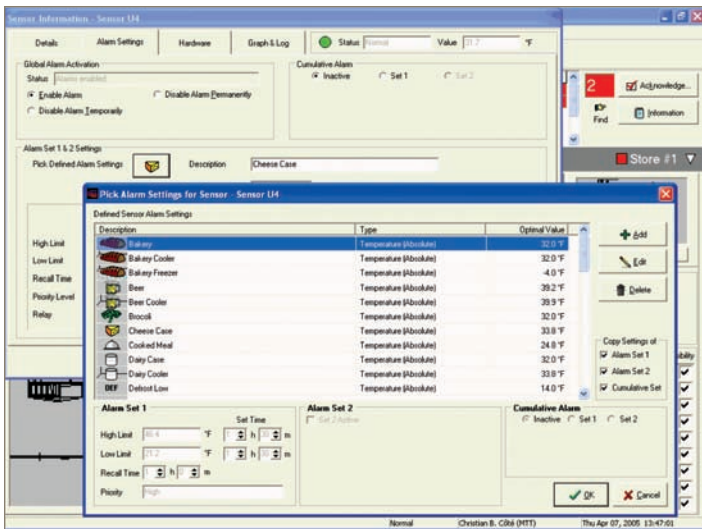 Sensor Information - Sensor U4
Details
Alarm Settings
Hardware
Graph & Log
Status Normal
Value 31.7 °F
Global Alarm Activation
Status Alarms enabled
Enable Alarm
Disable Alarm Permanently
Disable Alarm Temporarily
Cumulative Alarm
Inactive
Set 1
Set 2
2
Acknowledge...
Find
Information
Store #1
Alarm Set 1 & 2 Settings
Pick Defined Alarm Settings
Description
Cheese Case
High Limit
Low Limit
Recall Time
Priority Level
Relay
Pick Alarm Settings for Sensor - Sensor U4
Defined Sensor Alarm Settings
Description Type Optimal Value
Bakery Temperature (Absolute) 32.0 °F
Bakery Cooler Temperature (Absolute) 32.0 °F
Bakery Freezer Temperature (Absolute) -4.0 °F
Beer Temperature (Absolute) 39.2 °F
Beer Cooler Temperature (Absolute) 39.9 °F
Brocoli Temperature (Absolute) 32.0 °F
Cheese Case Temperature (Absolute) 33.8 °F
Cooked Meal Temperature (Absolute) 24.8 °F
Dairy Case Temperature (Absolute) 32.0 °F
Dairy Cooler Temperature (Absolute) 33.8 °F
DEF Defrost Low Temperature (Absolute) 14.0 °F
Add
Edit
Delete
Copy Settings of
Alarm Set 1
Alarm Set 2
Cumulative Set
Alarm Set 1
Set Time
High Limit 46.4 °F h m
Low Limit 21.2 °F h m
Recall Time h m
Priority High
Alarm Set 2
Set 2 Active
Cumulative Alarm
Inactive Set 1 Set 2
OK
Cancel
Normal
Christian B. Côté (MTT)
Thu Apr 07, 2005 13:47:01